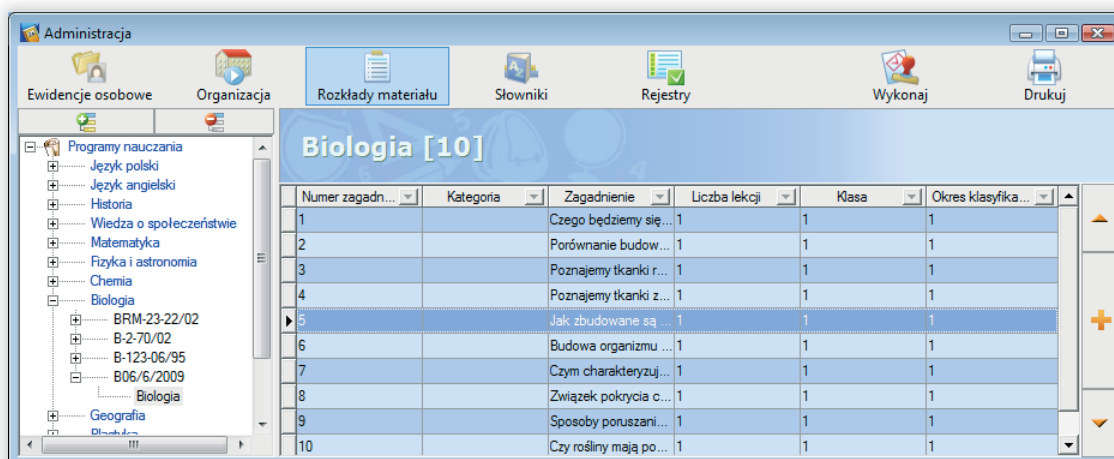 Administracja
Ewidencje osobowe Organizacja Rozkłady materiału Słowniki Rejestry Wykonaj Drukuj
Programy nauczania
Język polski
Język angielski
Historia
Wiedza o społeczeństwie
Matematyka
Fizyka i astronomia
Chemia
Biologia
BRM-23-22/02
B-2-70/02
B-123-06/95
B06/6/2009
Biologia
Geografia
Plastyka
Biologia [10]
Numer zagadn... Kategoria Zagadnienie Liczba lekcji Klasa Okres klasyfika...
1 Czego będziemy się... 1 1 1
2 Porównanie budow... 1 1 1
3 Poznajemy tkanki r... 1 1 1
4 Poznajemy tkanki z... 1 1 1
5 Jak zbudowane są ... 1 1 1
6 Budowa organizmu ... 1 1 1
7 Czym charakteryzuj... 1 1 1
8 Związek pokrycia c... 1 1 1
9 Sposoby poruszani... 1 1 1
10 Czy rośliny mają po... 1 1 1